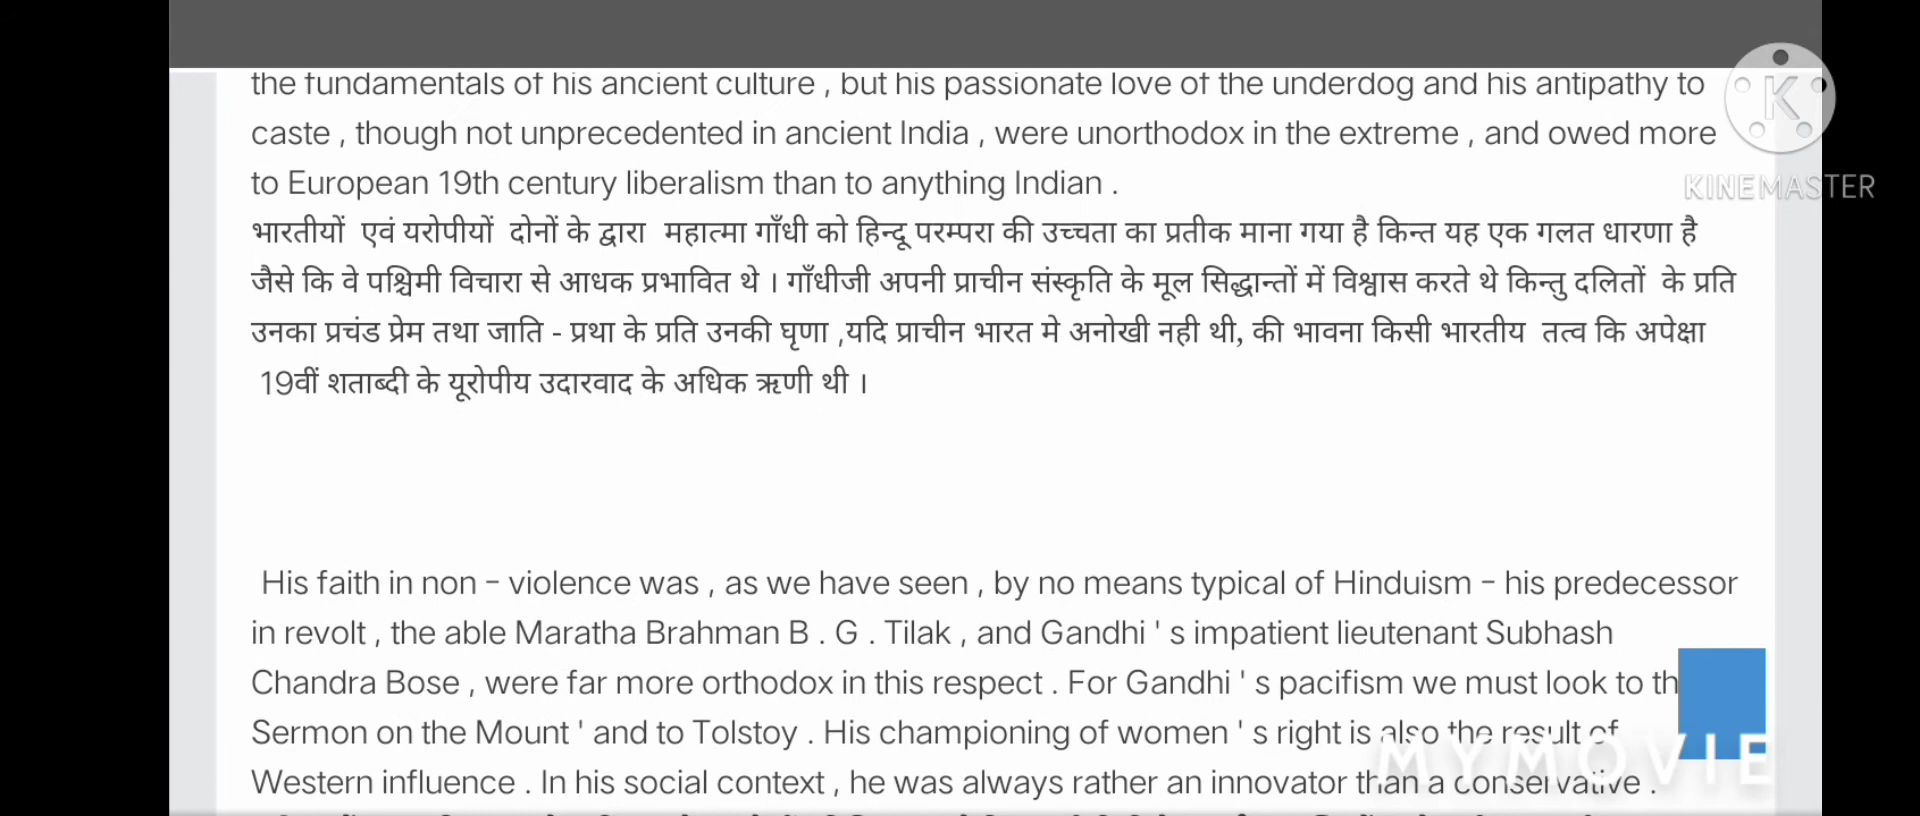 the fundamentals of his ancient culture , but his passionate love of the underdog and his antipathy to
caste , though not unprecedented in ancient India , were unorthodox in the extreme , and owed more
to European 19th century liberalism than to anything Indian .
KINEMASTER
भारतीयों एवं यरोपीयों दोनों के द्वारा महात्मा गाँधी को हिन्दू परम्परा की उच्चता का प्रतीक माना गया है किन्त यह एक गलत धारणा है
जैसे कि वे पश्चिमी विचारा से आधक प्रभावित थे । गाँधीजी अपनी प्राचीन संस्कृति के मूल सिद्धान्तों में विश्वास करते थे किन्तु दलितों के प्रति
उनका प्रचंड प्रेम तथा जाति - प्रथा के प्रति उनकी घृणा ,यदि प्राचीन भारत मे अनोखी नही थी, की भावना किसी भारतीय तत्व कि अपेक्षा
19वीं शताब्दी के यूरोपीय उदारवाद के अधिक ऋणी थी ।
His faith in non - violence was , as we have seen , by no means typical of Hinduism - his predecessor
in revolt , the able Maratha Brahman B . G . Tilak , and Gandhi ' s impatient lieutenant Subhash
Chandra Bose , were far more orthodox in this respect . For Gandhi ' s pacifism we must look to th
Sermon on the Mount ' and to Tolstoy . His championing of women ' s right is also the result of
Western influence . In his social context , he was always rather an innovator than a conservative .
MYMOVIE